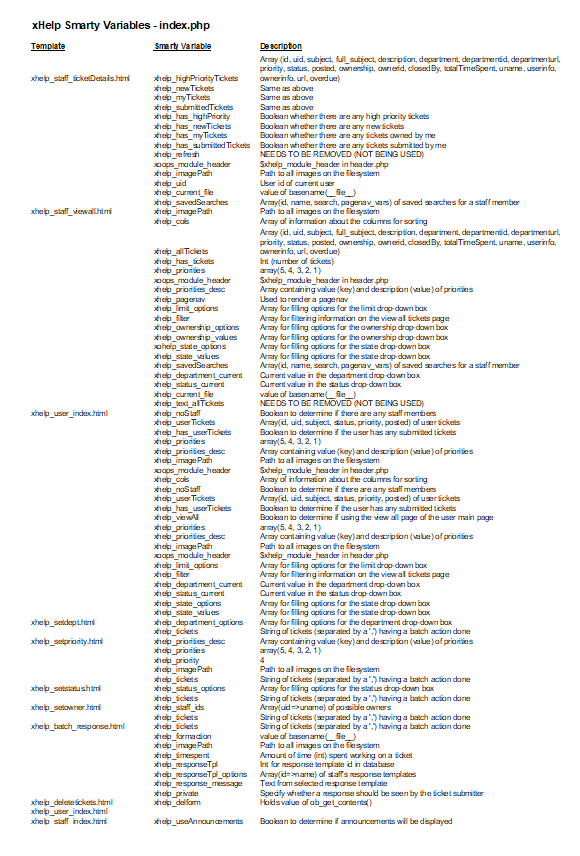 xHelp Smarty Variables - index.php
Template Smarty Variable Description
Array (id, uid, subject, full_subject, description, department, departmentid, departmenturl,
priority, status, posted, ownership, ownerid, closedBy, totalTimeSpent, uname, userinfo,
xhelp_staff_ticketDetails.html xhelp_highPriorityTickets ownerinfo, url, overdue)
xhelp_newTickets Same as above
xhelp_myTickets Same as above
xhelp_submittedTickets Same as above
xhelp_has_highPriority Boolean whether there are any high priority tickets
xhelp_has_newTickets Boolean whether there are any new tickets
xhelp_has_myTickets Boolean whether there are any tickets owned by me
xhelp_has_submittedTickets Boolean whether there are any tickets submitted by me
xhelp_refresh NEEDS TO BE REMOVED (NOT BEING USED)
xoops_module_header $xhelp_module_header in header.php
xhelp_imagePath Path to all images on the filesystem
xhelp_uid User id of current user
xhelp_current_file value of basename(__file__)
xhelp_savedSearches Array(id, name, search, pagenav_vars) of saved searches for a staff member
xhelp_staff_viewall.html xhelp_imagePath Path to all images on the filesystem
xhelp_cols Array of information about the columns for sorting
Array (id, uid, subject, full_subject, description, department, departmentid, departmenturl,
priority, status, posted, ownership, ownerid, closedBy, totalTimeSpent, uname, userinfo,
xhelp_allTickets ownerinfo, url, overdue)
xhelp_has_tickets Int (number of tickets)
xhelp_priorities array(5, 4, 3, 2, 1)
xoops_module_header $xhelp_module_header in header.php
xhelp_priorities_desc Array containing value (key) and description (value) of priorities
xhelp_pagenav Used to render a pagenav
xhelp_limit_options Array for filling options for the limit drop-down box
xhelp_filter Array for filtering information on the view all tickets page
xhelp_ownership_options Array for filling options for the ownership drop-down box
xhelp_ownership_values Array for filling options for the ownership drop-down box
xohelp_state_options Array for filling options for the state drop-down box
xhelp_state_values Array for filling options for the state drop-down box
xhelp_savedSearches Array(id, name, search, pagenav_vars) of saved searches for a staff member
xhelp_department_current Current value in the department drop-down box
xhelp_status_current Current value in the status drop-down box
xhelp_current_file value of basename(__file__)
xhelp_text_allTickets NEEDS TO BE REMOVED (NOT BEING USED)
xhelp_user_index.html xhelp_noStaff Boolean to determine if there are any staff members
xhelp_userTickets Array(id, uid, subject, status, priority, posted) of user tickets
xhelp_has_userTickets Boolean to determine if the user has any submitted tickets
xhelp_priorities array(5, 4, 3, 2, 1)
xhelp_priorities_desc Array containing value (key) and description (value) of priorities
xhelp_imagePath Path to all images on the filesystem
xoops_module_header $xhelp_module_header in header.php
xhelp_cols Array of information about the columns for sorting
xhelp_noStaff Boolean to determine if there are any staff members
xhelp_userTickets Array(id, uid, subject, status, priority, posted) of user tickets
xhelp_has_userTickets Boolean to determine if the user has any submitted tickets
xhelp_viewAll Boolean to determine if using the view all page of the user main page
xhelp_priorities array(5, 4, 3, 2, 1)
xhelp_priorities_desc Array containing value (key) and description (value) of priorities
xhelp_imagePath Path to all images on the filesystem
xoops_module_header $xhelp_module_header in header.php
xhelp_limit_options Array for filling options for the limit drop-down box
xhelp_filter Array for filtering information on the view all tickets page
xhelp_department_current Current value in the department drop-down box
xhelp_status_current Current value in the status drop-down box
xhelp_state_options Array for filling options for the state drop-down box
xhelp_state_values Array for filling options for the state drop-down box
xhelp_setdept.html xhelp_department_options Array for filling options for the department drop-down box
xhelp_tickets String of tickets (separated by a ',') having a batch action done
xhelp_setpriority.html xhelp_priorities_desc Array containing value (key) and description (value) of priorities
xhelp_priorities array(5, 4, 3, 2, 1)
xhelp_priority 4
xhelp_imagePath Path to all images on the filesystem
xhelp_tickets String of tickets (separated by a ',') having a batch action done
xhelp_setstatus.html xhelp_status_options Array for filling options for the status drop-down box
xhelp_tickets String of tickets (separated by a ',') having a batch action done
xhelp_setowner.html xhelp_staff_ids Array(uid=>uname) of possible owners
xhelp_tickets String of tickets (separated by a ',') having a batch action done
xhelp_batch_response.html xhelp_tickets String of tickets (separated by a ',') having a batch action done
xhelp_formaction value of basename(__file__)
xhelp_imagePath Path to all images on the filesystem
xhelp_timespent Amount of time (int) spent working on a ticket
xhelp_responseTpl Int for response template id in database
xhelp_responseTpl_options Array(id=>name) of staff's response templates
xhelp_response_message Text from selected response template
xhelp_private Specify whether a response should be seen by the ticket submitter
xhelp_deletetickets.html xhelp_delform Holds value of ob_get_contents()
xhelp_user_index.html
xhelp_staff_index.html xhelp_useAnnouncements Boolean to determine if announcements will be displayed